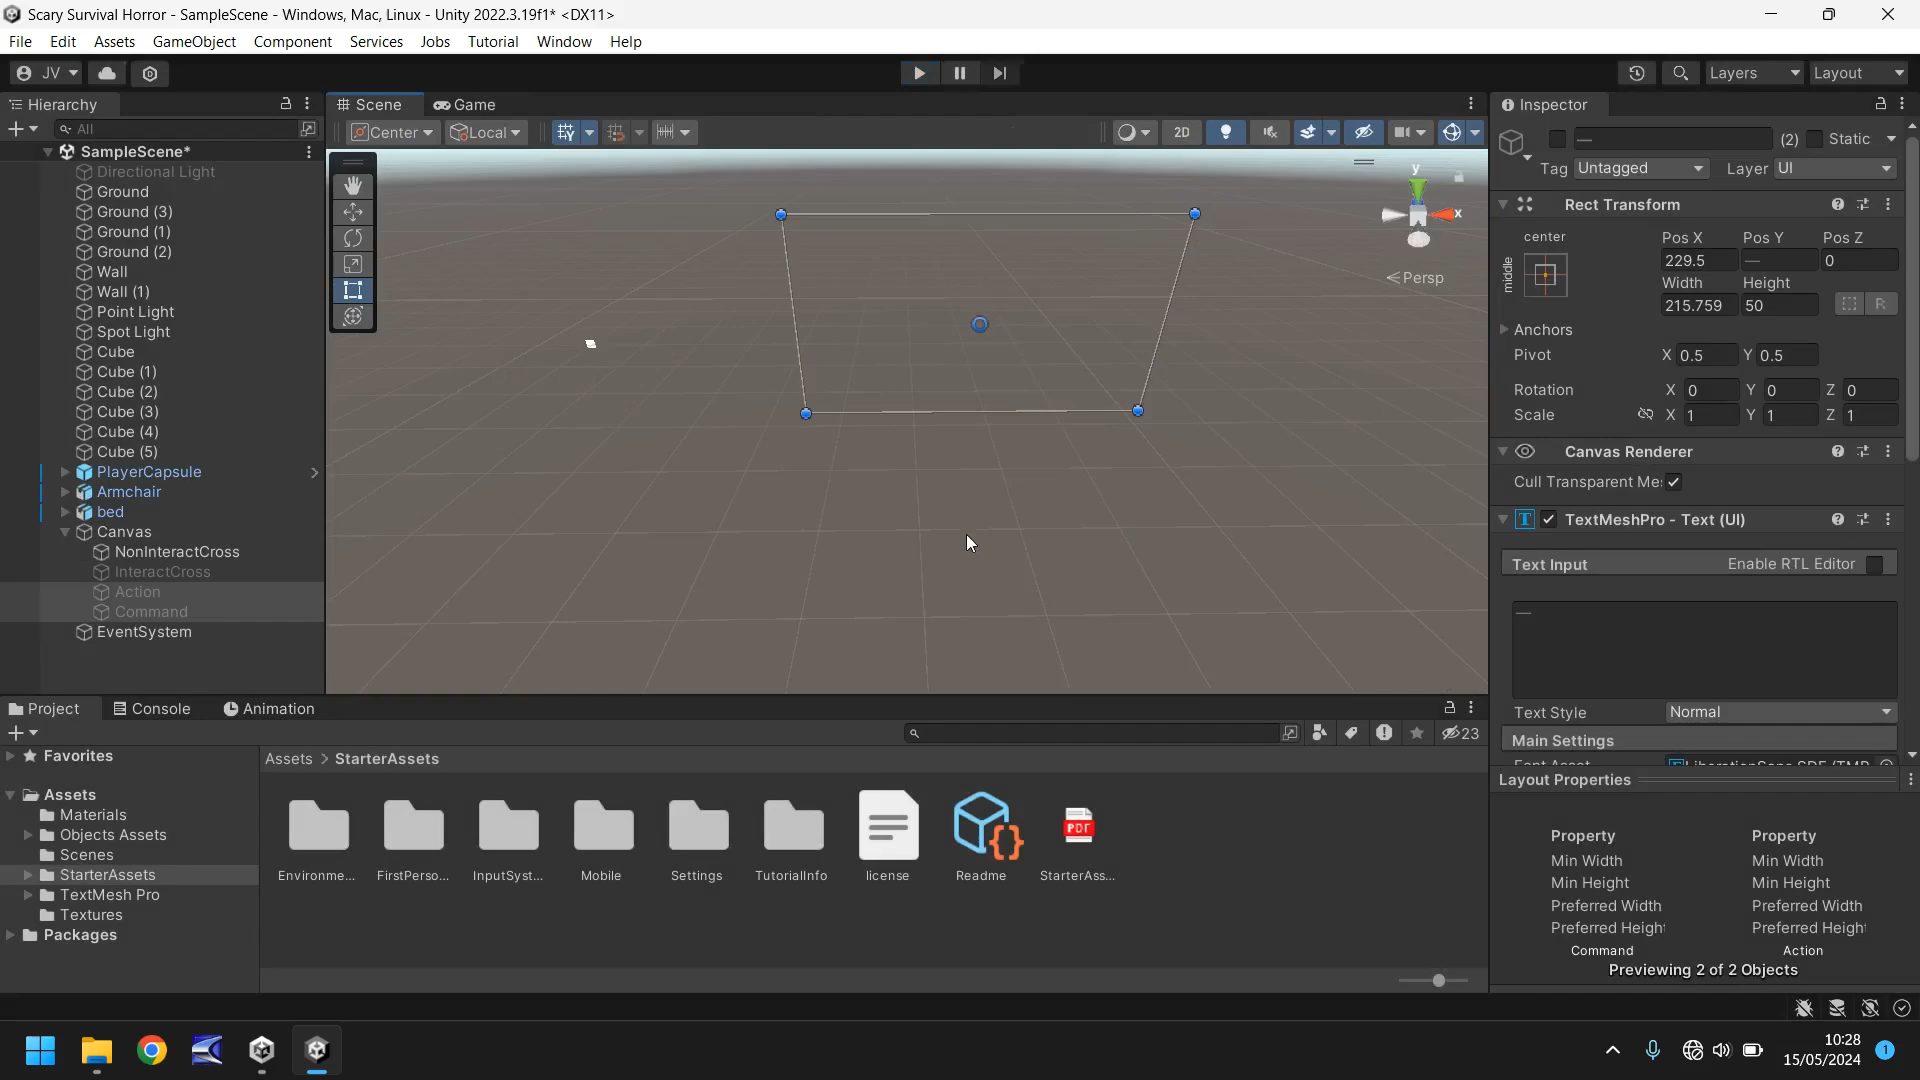 Scary Survival Horror - SampleScene - Windows, Mac, Linux - Unity 2022.3.19f1* <DX11>
File Edit Assets GameObject Component Services Jobs Tutorial Window Help
JV Layers Layout
Hierarchy
All
SampleScene*
Directional Light
Ground
Ground (3)
Ground (1)
Ground (2)
Wall
Wall (1)
Point Light
Spot Light
Cube
Cube (1)
Cube (2)
Cube (3)
Cube (4)
Cube (5)
PlayerCapsule
Armchair
bed
Canvas
NonInteractCross
InteractCross
Action
Command
EventSystem
Scene Game
Center Local 2D
y
x
Persp
Inspector
— (2) Static
Tag Untagged Layer UI
Rect Transform
center
middle
Pos X Pos Y Pos Z
229.5 — 0
Width Height
215.759 50 R
Anchors
Pivot X 0.5 Y 0.5
Rotation X 0 Y 0 Z 0
Scale X 1 Y 1 Z 1
Canvas Renderer
Cull Transparent Me
TextMeshPro - Text (UI)
Text Input Enable RTL Editor
—
Text Style Normal
Main Settings
Layout Properties
Property Property
Min Width Min Width
Min Height Min Height
Preferred Width Preferred Width
Preferred Heigh Preferred Heigh
Command Action
Previewing 2 of 2 Objects
Project Console Animation
23
Favorites
Assets
Materials
Objects Assets
Scenes
StarterAssets
TextMesh Pro
Textures
Packages
Assets > StarterAssets
Environme... FirstPerso... InputSyst... Mobile Settings TutorialInfo license Readme StarterAss...
PDF
10:28
15/05/2024
1